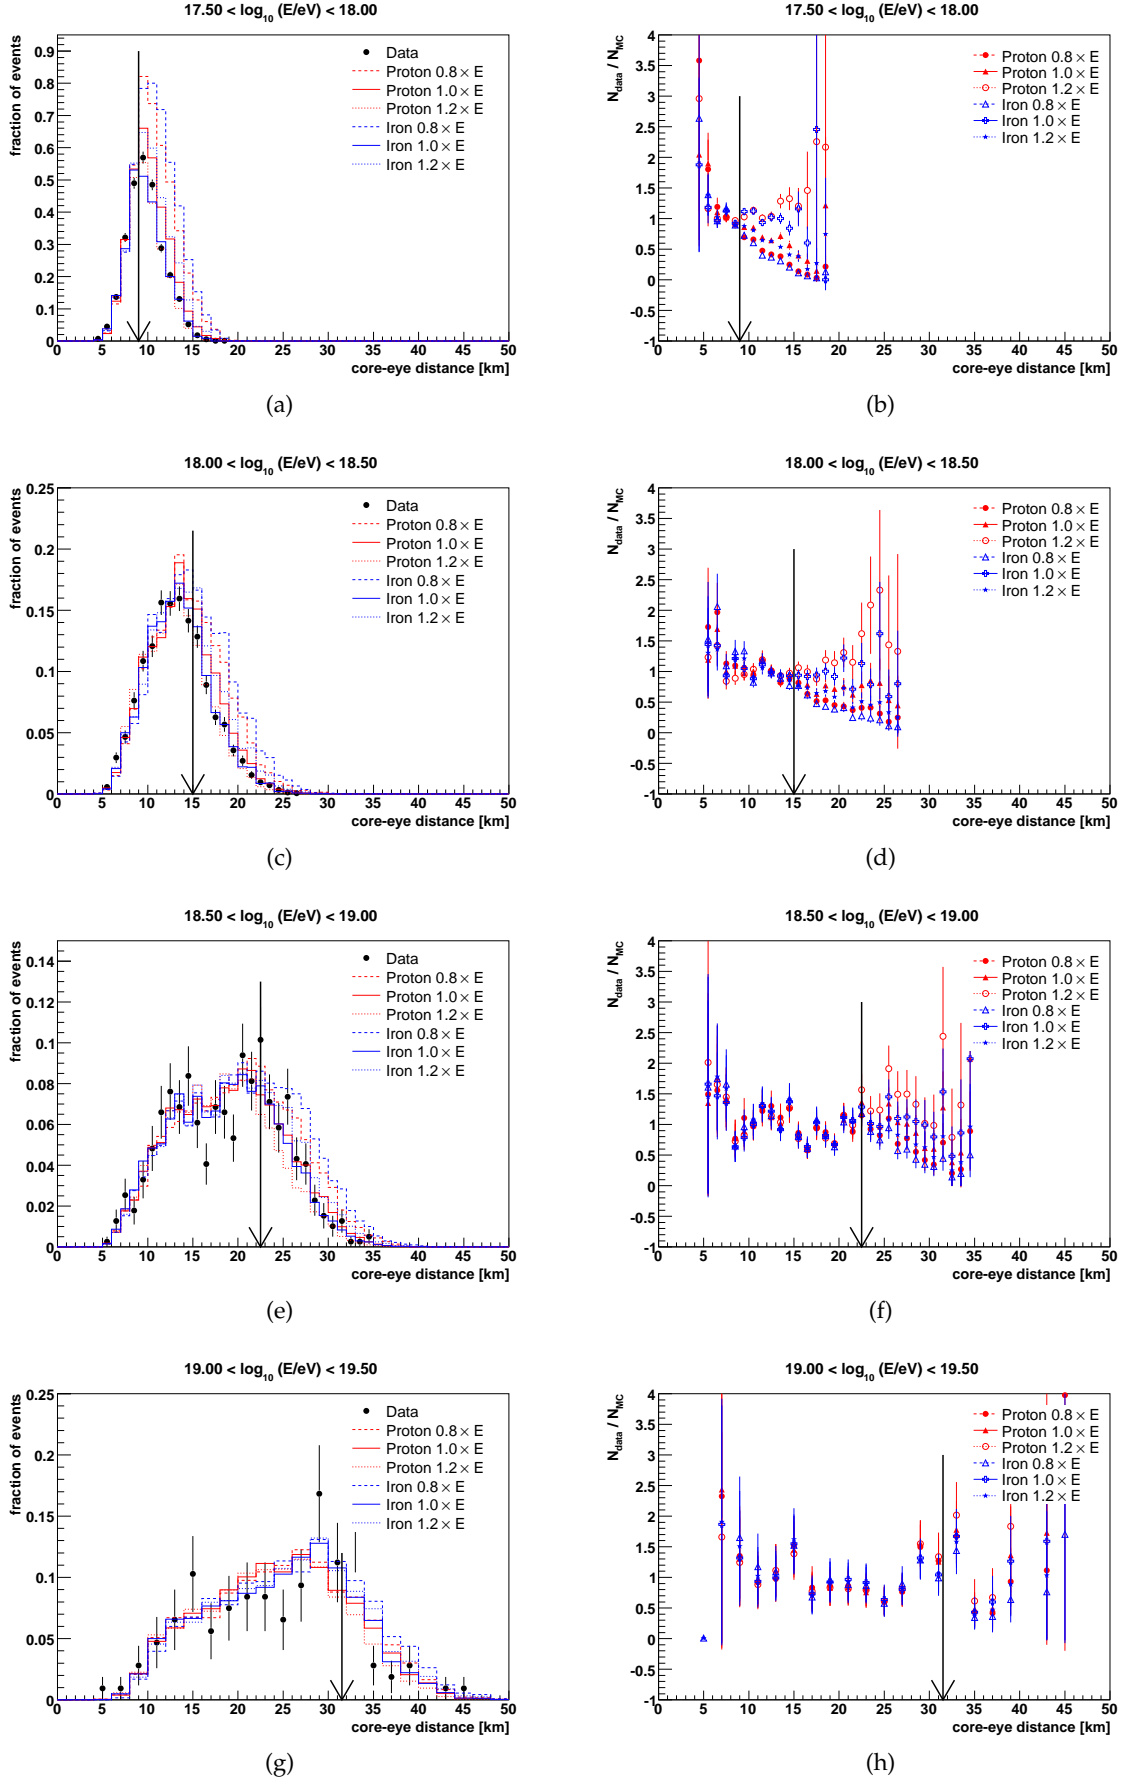 17.50 < log10 (E/eV) < 18.00
fraction of events
0.9
0.8
0.7
0.6
0.5
0.4
0.3
0.2
0.1
0
Data
Proton 0.8× E
Proton 1.0× E
Proton 1.2× E
Iron 0.8× E
Iron 1.0× E
Iron 1.2× E
0 5 10 15 20 25 30 35 40 45 50
core-eye distance [km]
(a)
17.50 < log10 (E/eV) < 18.00
Ndata / NMC
4
3.5
3
2.5
2
1.5
1
0.5
0
-0.5
-1
Proton 0.8× E
Proton 1.0× E
Proton 1.2× E
Iron 0.8× E
Iron 1.0× E
Iron 1.2× E
0 5 10 15 20 25 30 35 40 45 50
core-eye distance [km]
(b)
18.00 < log10 (E/eV) < 18.50
fraction of events
0.25
0.2
0.15
0.1
0.05
0
Data
Proton 0.8× E
Proton 1.0× E
Proton 1.2× E
Iron 0.8× E
Iron 1.0× E
Iron 1.2× E
0 5 10 15 20 25 30 35 40 45 50
core-eye distance [km]
(c)
18.00 < log10 (E/eV) < 18.50
Ndata / NMC
4
3.5
3
2.5
2
1.5
1
0.5
0
-0.5
-1
Proton 0.8× E
Proton 1.0× E
Proton 1.2× E
Iron 0.8× E
Iron 1.0× E
Iron 1.2× E
0 5 10 15 20 25 30 35 40 45 50
core-eye distance [km]
(d)
18.50 < log10 (E/eV) < 19.00
fraction of events
0.14
0.12
0.1
0.08
0.06
0.04
0.02
0
Data
Proton 0.8× E
Proton 1.0× E
Proton 1.2× E
Iron 0.8× E
Iron 1.0× E
Iron 1.2× E
0 5 10 15 20 25 30 35 40 45 50
core-eye distance [km]
(e)
18.50 < log10 (E/eV) < 19.00
Ndata / NMC
4
3.5
3
2.5
2
1.5
1
0.5
0
-0.5
-1
Proton 0.8× E
Proton 1.0× E
Proton 1.2× E
Iron 0.8× E
Iron 1.0× E
Iron 1.2× E
0 5 10 15 20 25 30 35 40 45 50
core-eye distance [km]
(f)
19.00 < log10 (E/eV) < 19.50
fraction of events
0.25
0.2
0.15
0.1
0.05
0
Data
Proton 0.8× E
Proton 1.0× E
Proton 1.2× E
Iron 0.8× E
Iron 1.0× E
Iron 1.2× E
0 5 10 15 20 25 30 35 40 45 50
core-eye distance [km]
(g)
19.00 < log10 (E/eV) < 19.50
Ndata / NMC
4
3.5
3
2.5
2
1.5
1
0.5
0
-0.5
-1
Proton 0.8× E
Proton 1.0× E
Proton 1.2× E
Iron 0.8× E
Iron 1.0× E
Iron 1.2× E
0 5 10 15 20 25 30 35 40 45 50
core-eye distance [km]
(h)